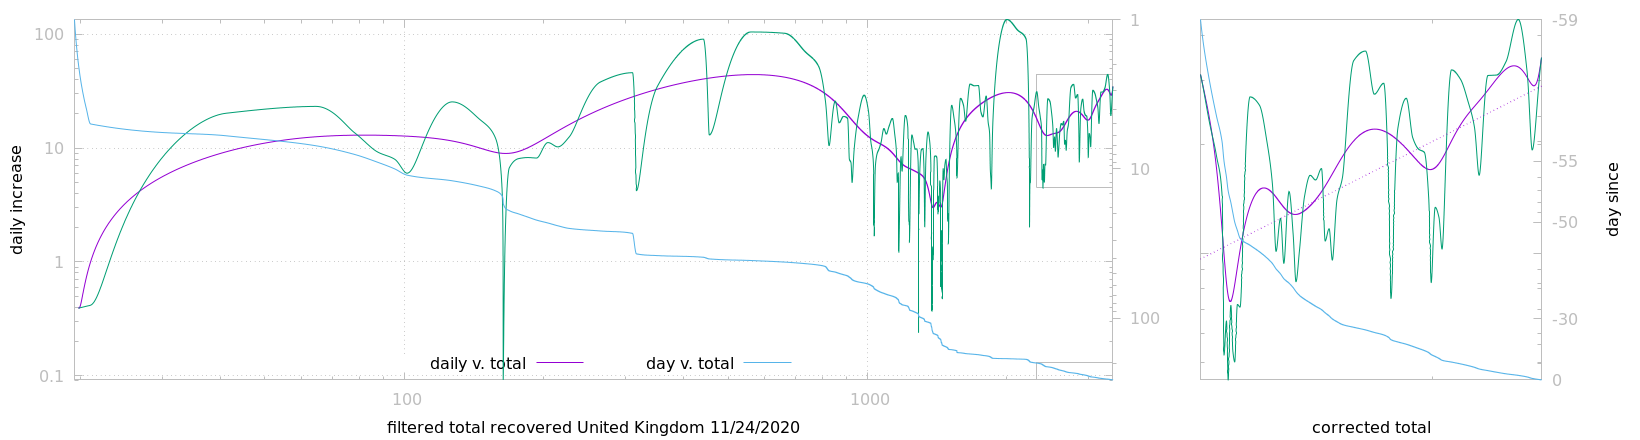 100
10
1
0.1
daily increase
100
1000
1
10
100
daily v. total
day v. total
filtered total recovered United Kingdom 11/24/2020
-59
-55
-50
-30
0
day since
corrected total